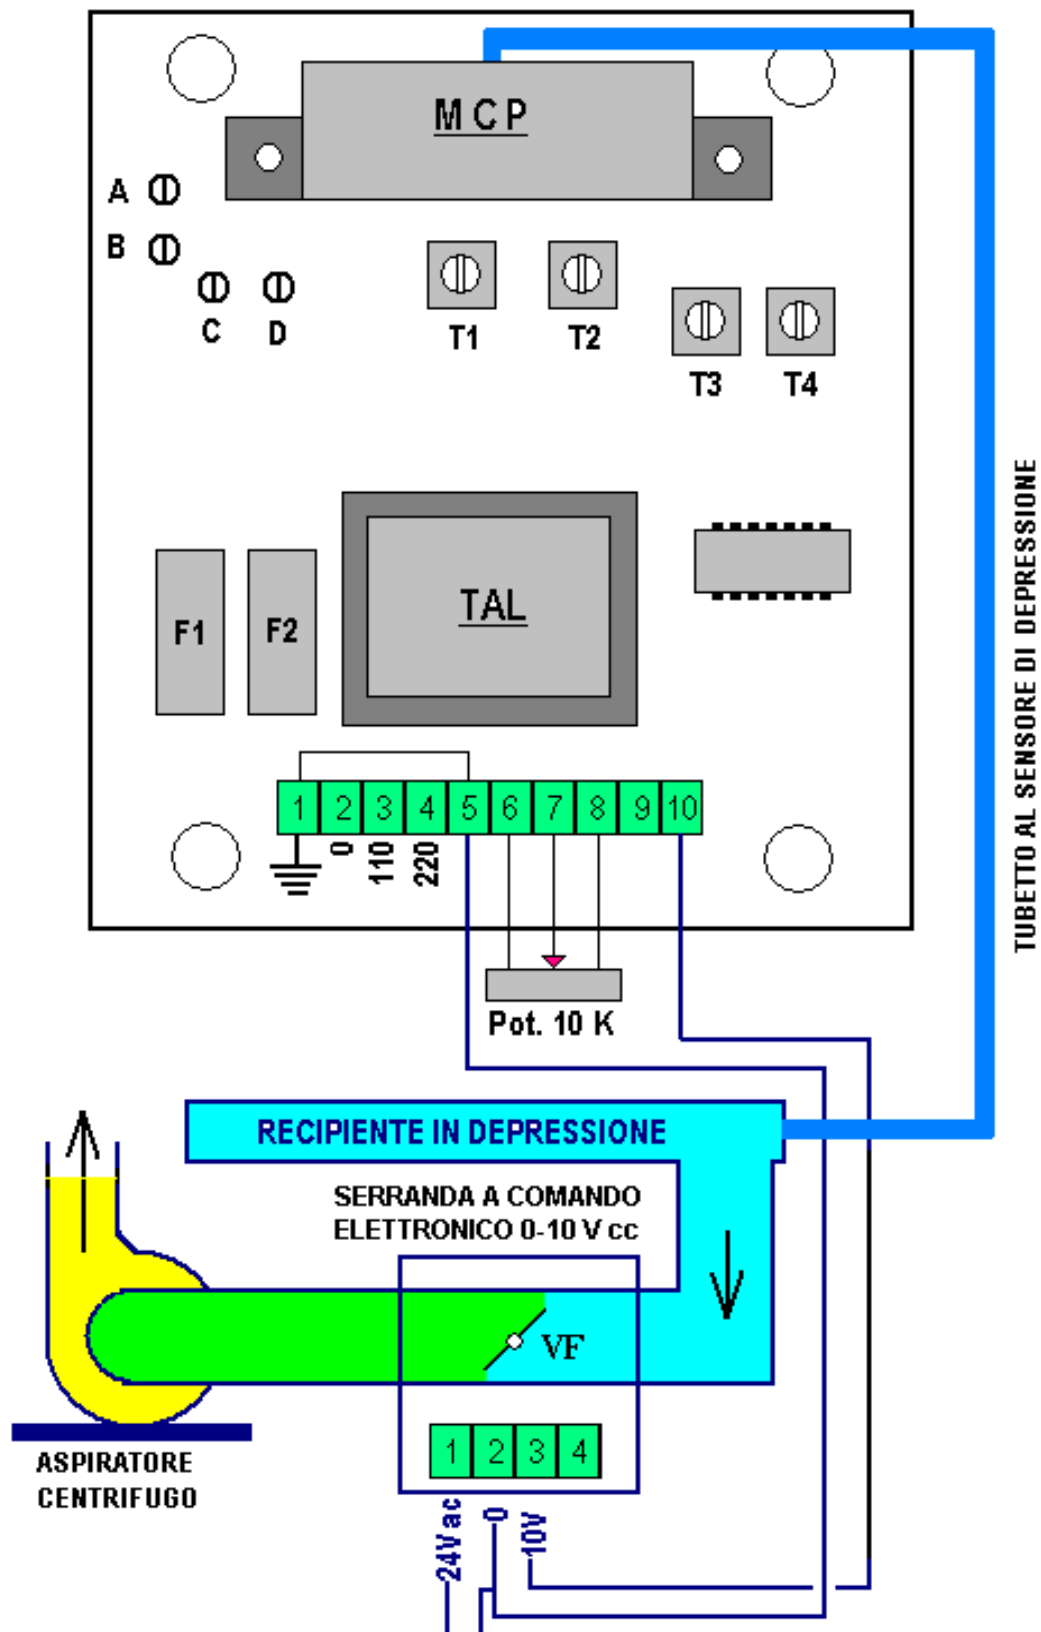 MCP
A
B
C D
T1 T2
T3 T4
TUBETTO AL SENSORE DI DEPRESSIONE
F1 F2 TAL
1 2 3 4 5 6 7 8 9 10
0 110 220
Pot. 10 K
RECIPIENTE IN DEPRESSIONE
SERRANDA A COMANDO
ELETTRONICO 0-10 V cc
VF
1 2 3 4
ASPIRATORE
CENTRIFUGO
24V ac 0 10V